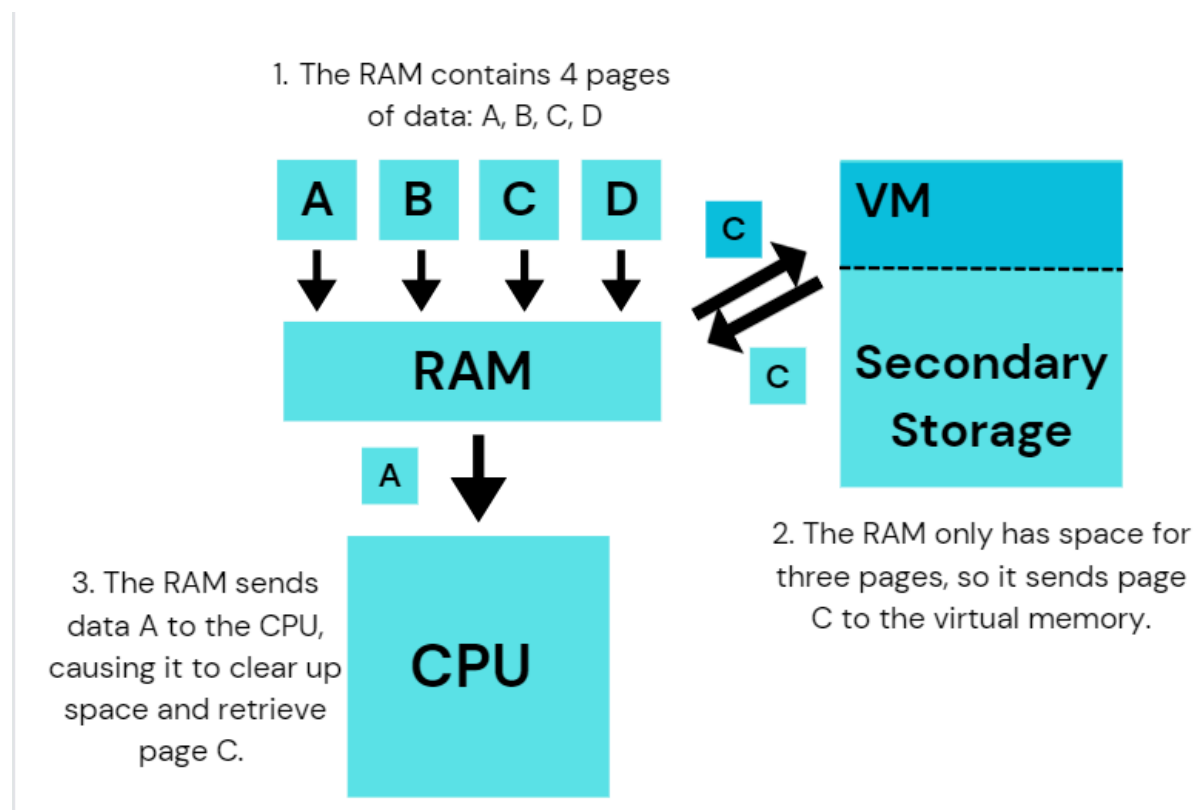 1. The RAM contains 4 pages
of data: A, B, C, D
A
B
C
D
C
VM
RAM
C
Secondary
Storage
A
2. The RAM only has space for
three pages, so it sends page
C to the virtual memory.
3. The RAM sends
data A to the CPU,
causing it to clear up
space and retrieve
page C.
CPU